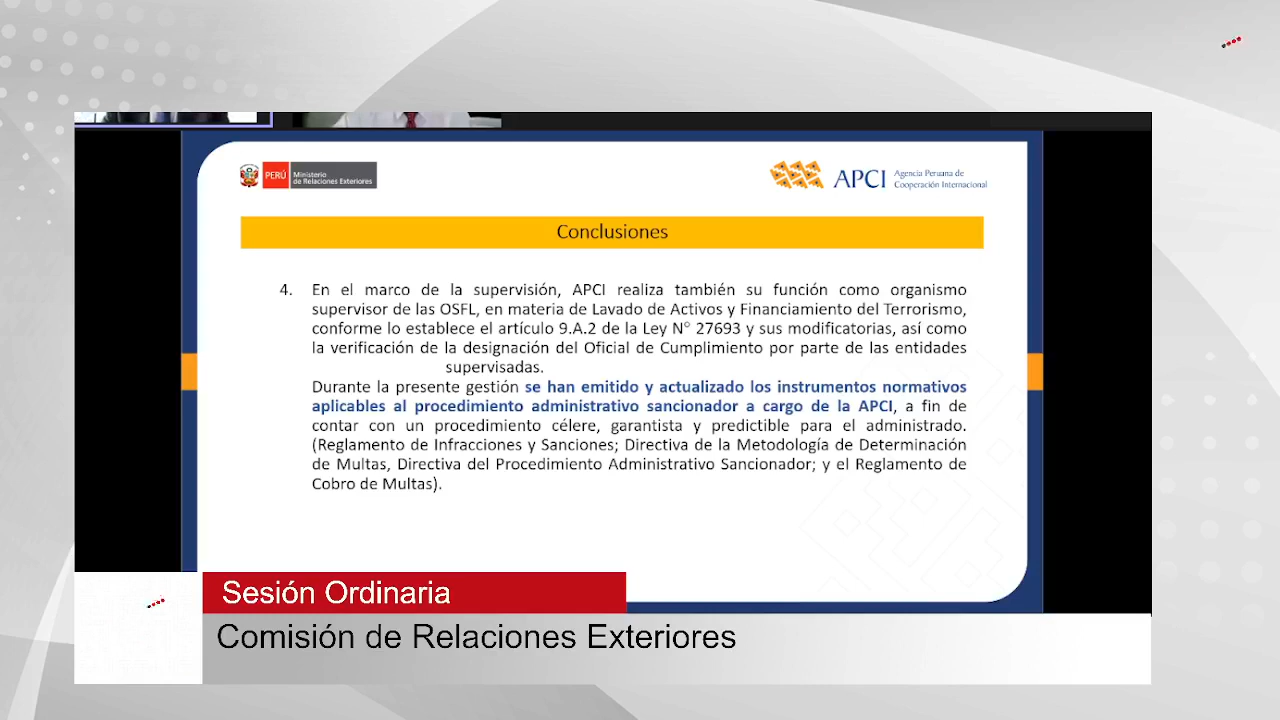 PERÚ
Ministerio
de Relaciones Exteriores
APCI
Agencia Peruana de
Cooperación Internacional
Conclusiones
4. En el marco de la supervisión, APCI realiza también su función como organismo
supervisor de las OSFL, en materia de Lavado de Activos y Financiamiento del Terrorismo,
conforme lo establece el artículo 9.A.2 de la Ley N° 27693 y sus modificatorias, así como
la verificación de la designación del Oficial de Cumplimiento por parte de las entidades
supervisadas.
Durante la presente gestión se han emitido y actualizado los instrumentos normativos
aplicables al procedimiento administrativo sancionador a cargo de la APCI, a fin de
contar con un procedimiento célere, garantista y predictible para el administrado.
(Reglamento de Infracciones y Sanciones; Directiva de la Metodología de Determinación
de Multas, Directiva del Procedimiento Administrativo Sancionador; y el Reglamento de
Cobro de Multas).
Sesión Ordinaria
Comisión de Relaciones Exteriores